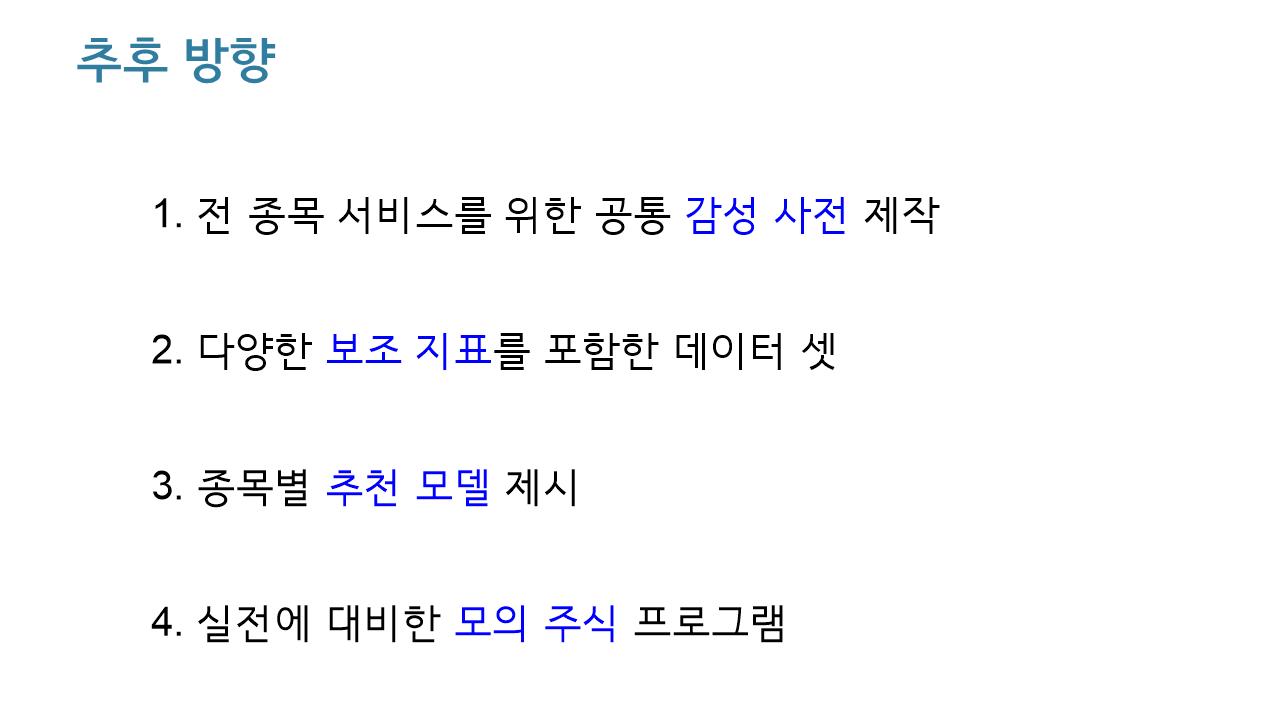 추후 방향
1. 전 종목 서비스를 위한 공통 감성 사전 제작
2. 다양한 보조 지표를 포함한 데이터 셋
3. 종목별 추천 모델 제시
4. 실전에 대비한 모의 주식 프로그램